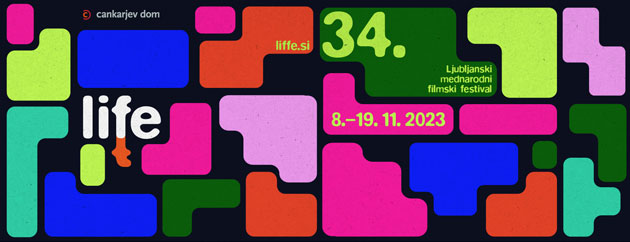 cankarjev dom
liffe.si
34.
Ljubljanski
mednarodni
filmski festival
life
8.–19. 11. 2023